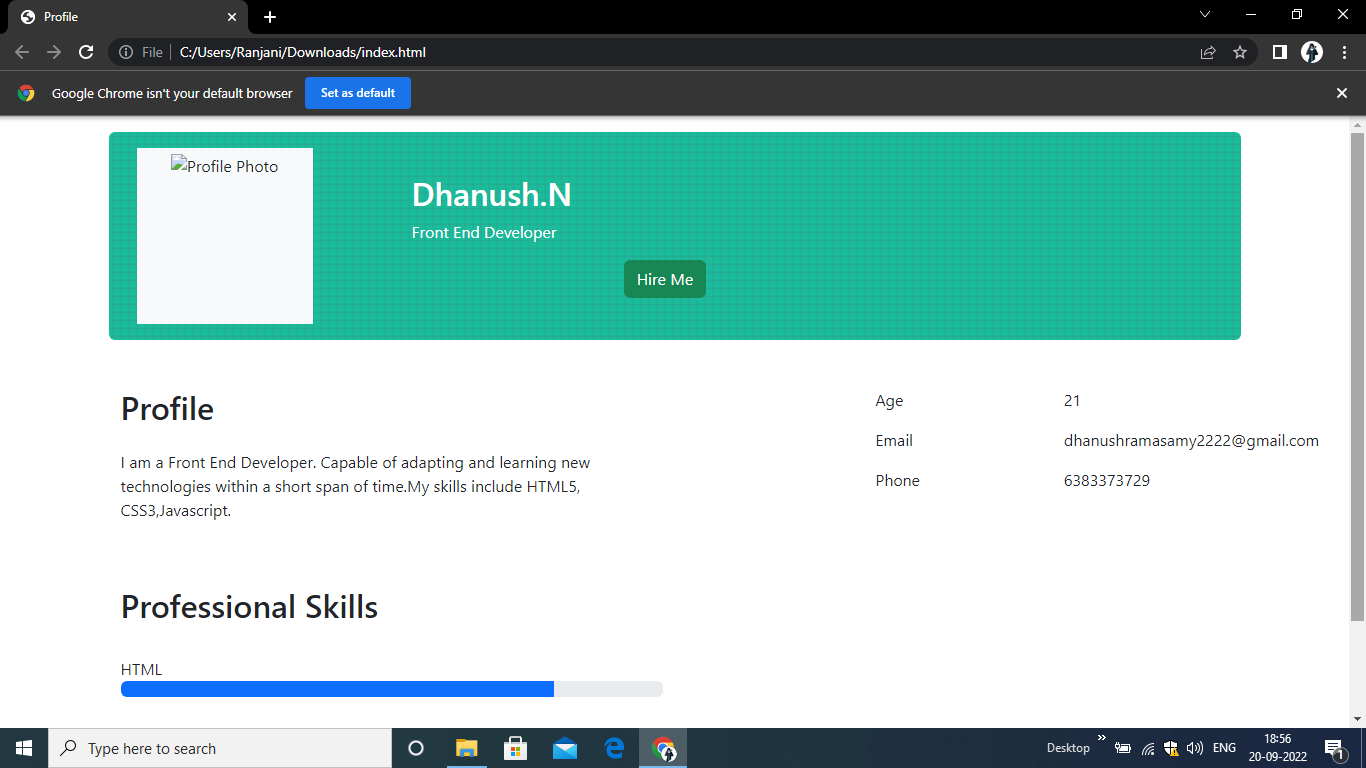 Profile
File
C:/Users/Ranjani/Downloads/index.html
Google Chrome isn't your default browser
Set as default
Profile Photo
Dhanush.N
Front End Developer
Hire Me
Profile
I am a Front End Developer. Capable of adapting and learning new
technologies within a short span of time.My skills include HTML5,
CSS3,Javascript.
Age 21
Email dhanushramasamy2222@gmail.com
Phone 6383373729
Professional Skills
HTML
Type here to search
Desktop
ENG
18:56
20-09-2022
1